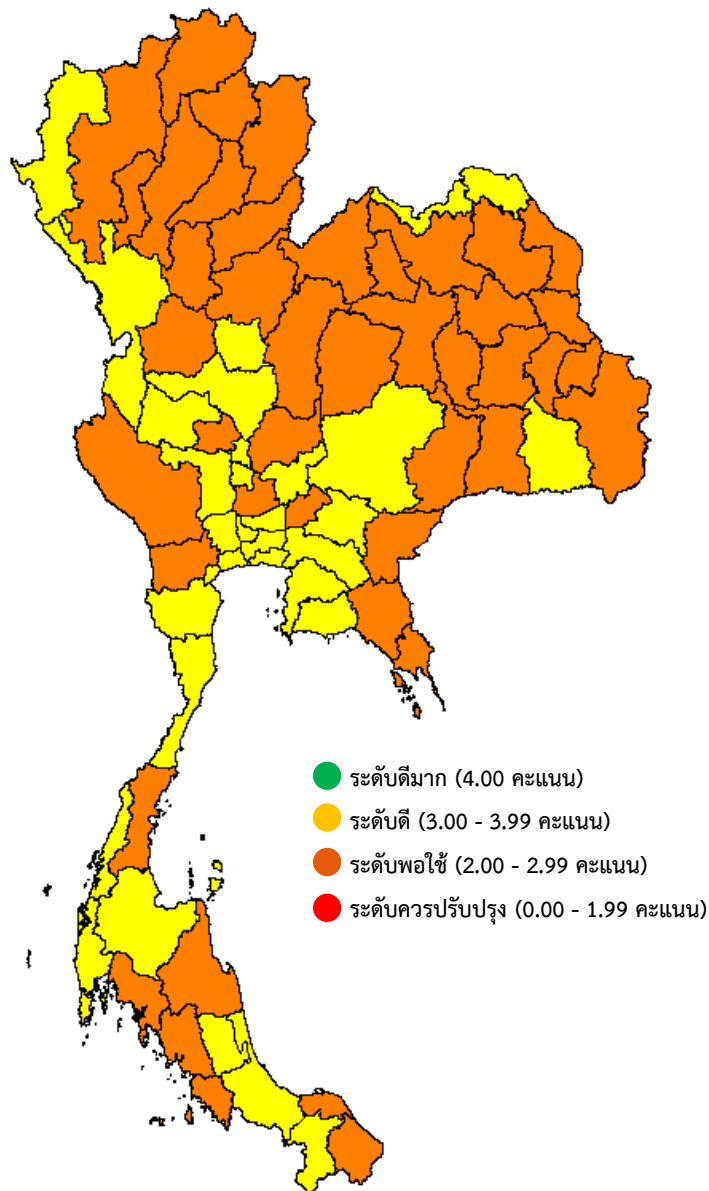 ระดับดีมาก (4.00 คะแนน)
ระดับดี (3.00 - 3.99 คะแนน)
ระดับพอใช้ (2.00 - 2.99 คะแนน)
ระดับควรปรับปรุง (0.00 - 1.99 คะแนน)